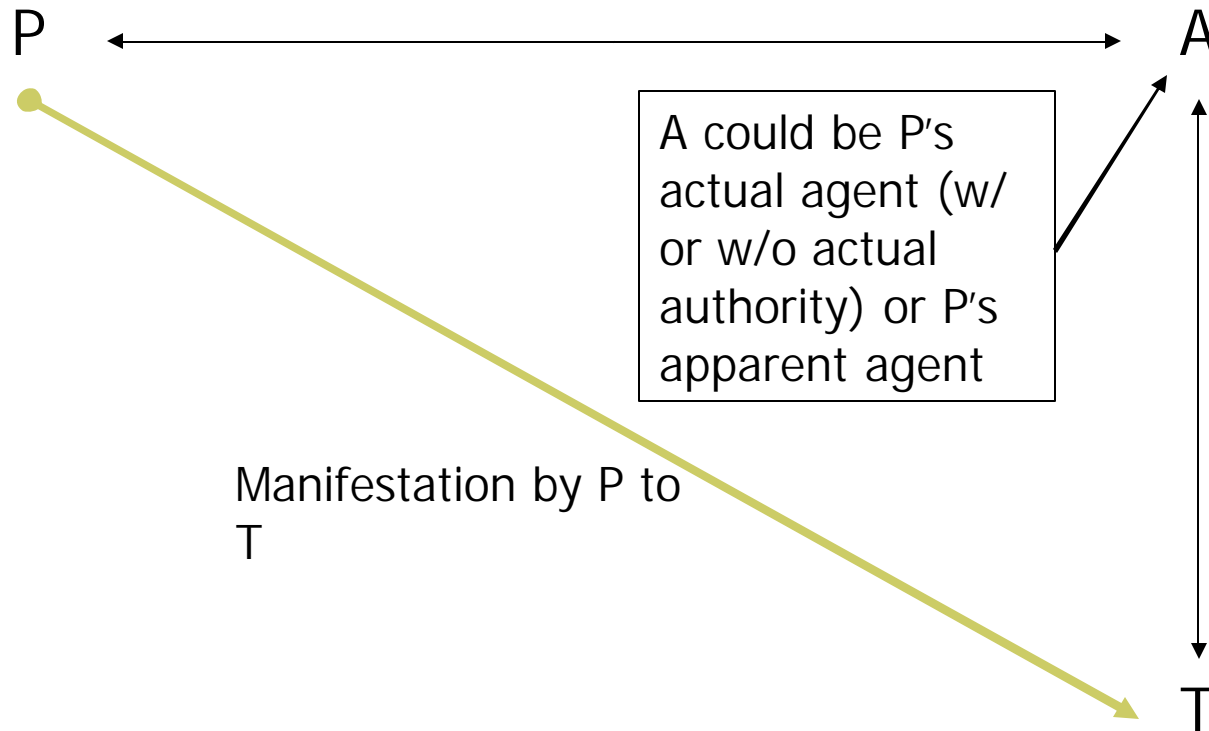 P
A
A could be P's
actual agent (w/
or w/o actual
authority) or P's
apparent agent
Manifestation by P to
T
T